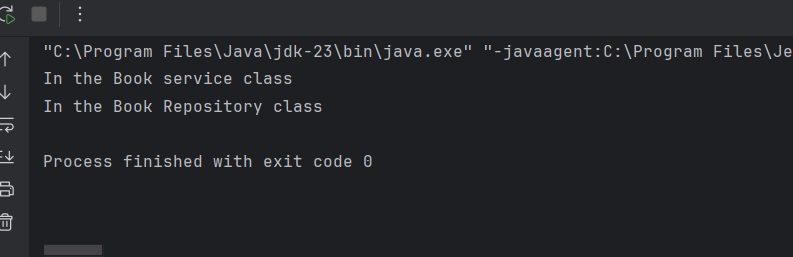 "C:\Program Files\Java\jdk-23\bin\java.exe" "-javaagent:C:\Program Files\Je
In the Book service class
In the Book Repository class
Process finished with exit code 0